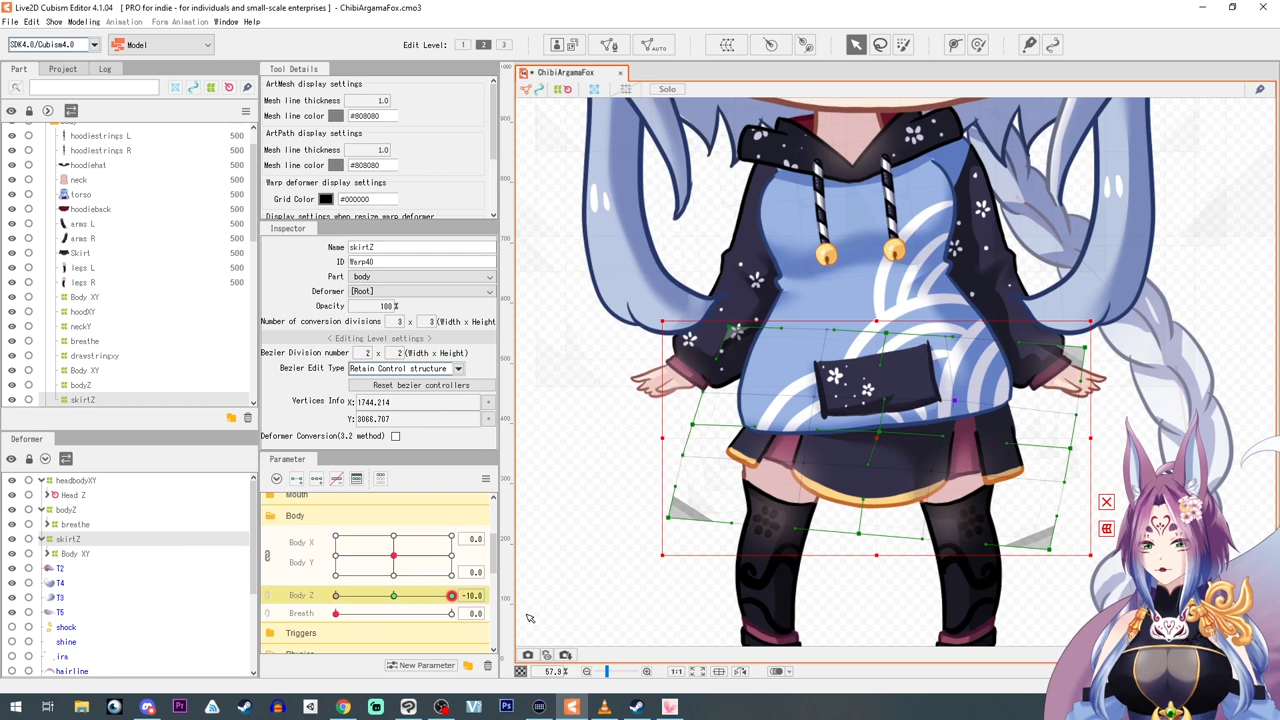 Live2D Cubism Editor 4.1.04 [ PRO for indie - for individuals and small-scale enterprises ] - ChibiArgamaFox.cmo3
File Edit Show Modeling Animation Form Animation Window Help
SDK4.0/Cubism4.0 Model Edit Level: 1 2 3 AUTO
Part Project Log
hoodiestrings L 500
hoodiestrings R 500
hoodiehat 500
neck 500
torso 500
hoodieback 500
arms L 500
arms R 500
Skirt 500
legs L 500
legs R 500
Body XY
hoodXY
neckY
breathe
drawstringxy
Body XY
bodyZ
skirtZ
Deformer
headbodyXY
Head Z
bodyZ
breathe
skirtZ
Body XY
T2
T4
T3
T5
shock
shine
ira
hairline
Tool Details
ArtMesh display settings
Mesh line thickness 1.0
Mesh line color #808080
ArtPath display settings
Mesh line thickness 1.0
Mesh line color #808080
Warp deformer display settings
Grid Color #000000
Display settings when resize warp deformer
Inspector
Name skirtZ
ID Warp40
Part body
Deformer [Root]
Opacity 100 %
Number of conversion divisions 3 x 3 (Width x Height
< Editing Level settings >
Bezier Division number 2 x 2 (Width x Height)
Bezier Edit Type Retain Control structure
Reset bezier controllers
Vertices Info X: 1744.214
Y: 3066.707
Deformer Conversion(3.2 method)
Parameter
Mouth
Body
Body X 0.0
Body Y 0.0
Body Z -10.0
Breath 0.0
Triggers
New Parameter
* ChibiArgamaFox
Solo
57.9% 1:1